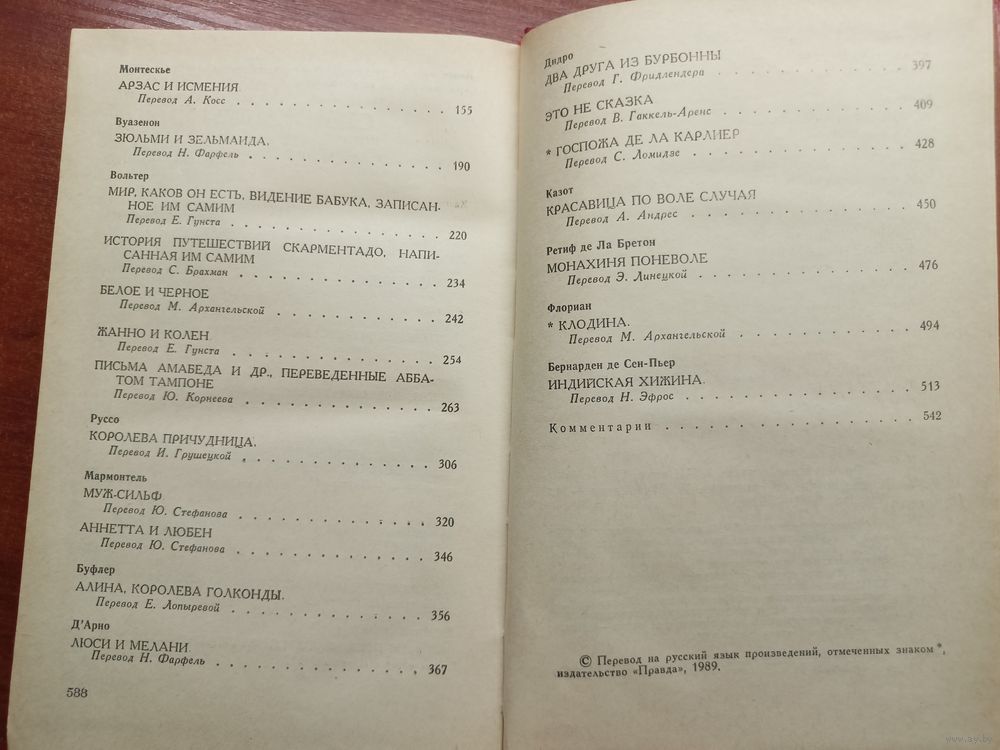 Монтескье
АРЗАС И ИСМЕНИЯ.
Перевод А. Косс . . . . . . . . . . . . 155
Вуазенон
ЗЮЛЬМИ И ЗЕЛЬМАИДА.
Перевод Н. Фарфель . . . . . . . . . . . . 190
Вольтер
МИР, КАКОВ ОН ЕСТЬ, ВИДЕНИЕ БАБУКА, ЗАПИСАН-
НОЕ ИМ САМИМ
Перевод Е. Гунста . . . . . . . . . . . . 220
ИСТОРИЯ ПУТЕШЕСТВИЙ СКАРМЕНТАДО, НАПИ-
САННАЯ ИМ САМИМ
Перевод С. Брахман . . . . . . . . . . . . 234
БЕЛОЕ И ЧЕРНОЕ
Перевод М. Архангельской . . . . . . . . . . 242
ЖАННО И КОЛЕН.
Перевод Е. Гунста . . . . . . . . . . . . 254
ПИСЬМА АМАБЕДА И ДР., ПЕРЕВЕДЕННЫЕ АББА-
ТОМ ТАМПОНЕ
Перевод Ю. Корнеева . . . . . . . . . . . . 263
Руссо
КОРОЛЕВА ПРИЧУДНИЦА.
Перевод И. Грушецкой . . . . . . . . . . . . 306
Мармонтель
МУЖ-СИЛЬФ.
Перевод Ю. Стефанова . . . . . . . . . . . . 320
АННЕТТА И ЛЮБЕН
Перевод Ю. Стефанова . . . . . . . . . . . . 346
Буфлер
АЛИНА, КОРОЛЕВА ГОЛКОНДЫ.
Перевод Е. Лопыревой . . . . . . . . . . . . 356
Д'Арно
ЛЮСИ И МЕЛАНИ.
Перевод Н. Фарфель . . . . . . . . . . . . 367
588
Дидро
ДВА ДРУГА ИЗ БУРБОННЫ
Перевод Г. Фридлендера . . . . . . . . . . 397
ЭТО НЕ СКАЗКА
Перевод В. Гаккель-Аренс . . . . . . . . . . 409
* ГОСПОЖА ДЕ ЛА КАРЛИЕР
Перевод С. Ломидзе . . . . . . . . . . . . 428
Казот
КРАСАВИЦА ПО ВОЛЕ СЛУЧАЯ
Перевод А. Андрес . . . . . . . . . . . . 450
Ретиф де Ла Бретон
МОНАХИНЯ ПОНЕВОЛЕ
Перевод Э. Линецкой . . . . . . . . . . . . 476
Флориан
* КЛОДИНА.
Перевод М. Архангельской . . . . . . . . . . 494
Бернарден де Сен-Пьер
ИНДИЙСКАЯ ХИЖИНА.
Перевод Н. Эфрос . . . . . . . . . . . . 513
Комментарии . . . . . . . . . . . . 542
© Перевод на русский язык произведений, отмеченных знаком *,
издательство «Правда», 1989.
www.ay.by